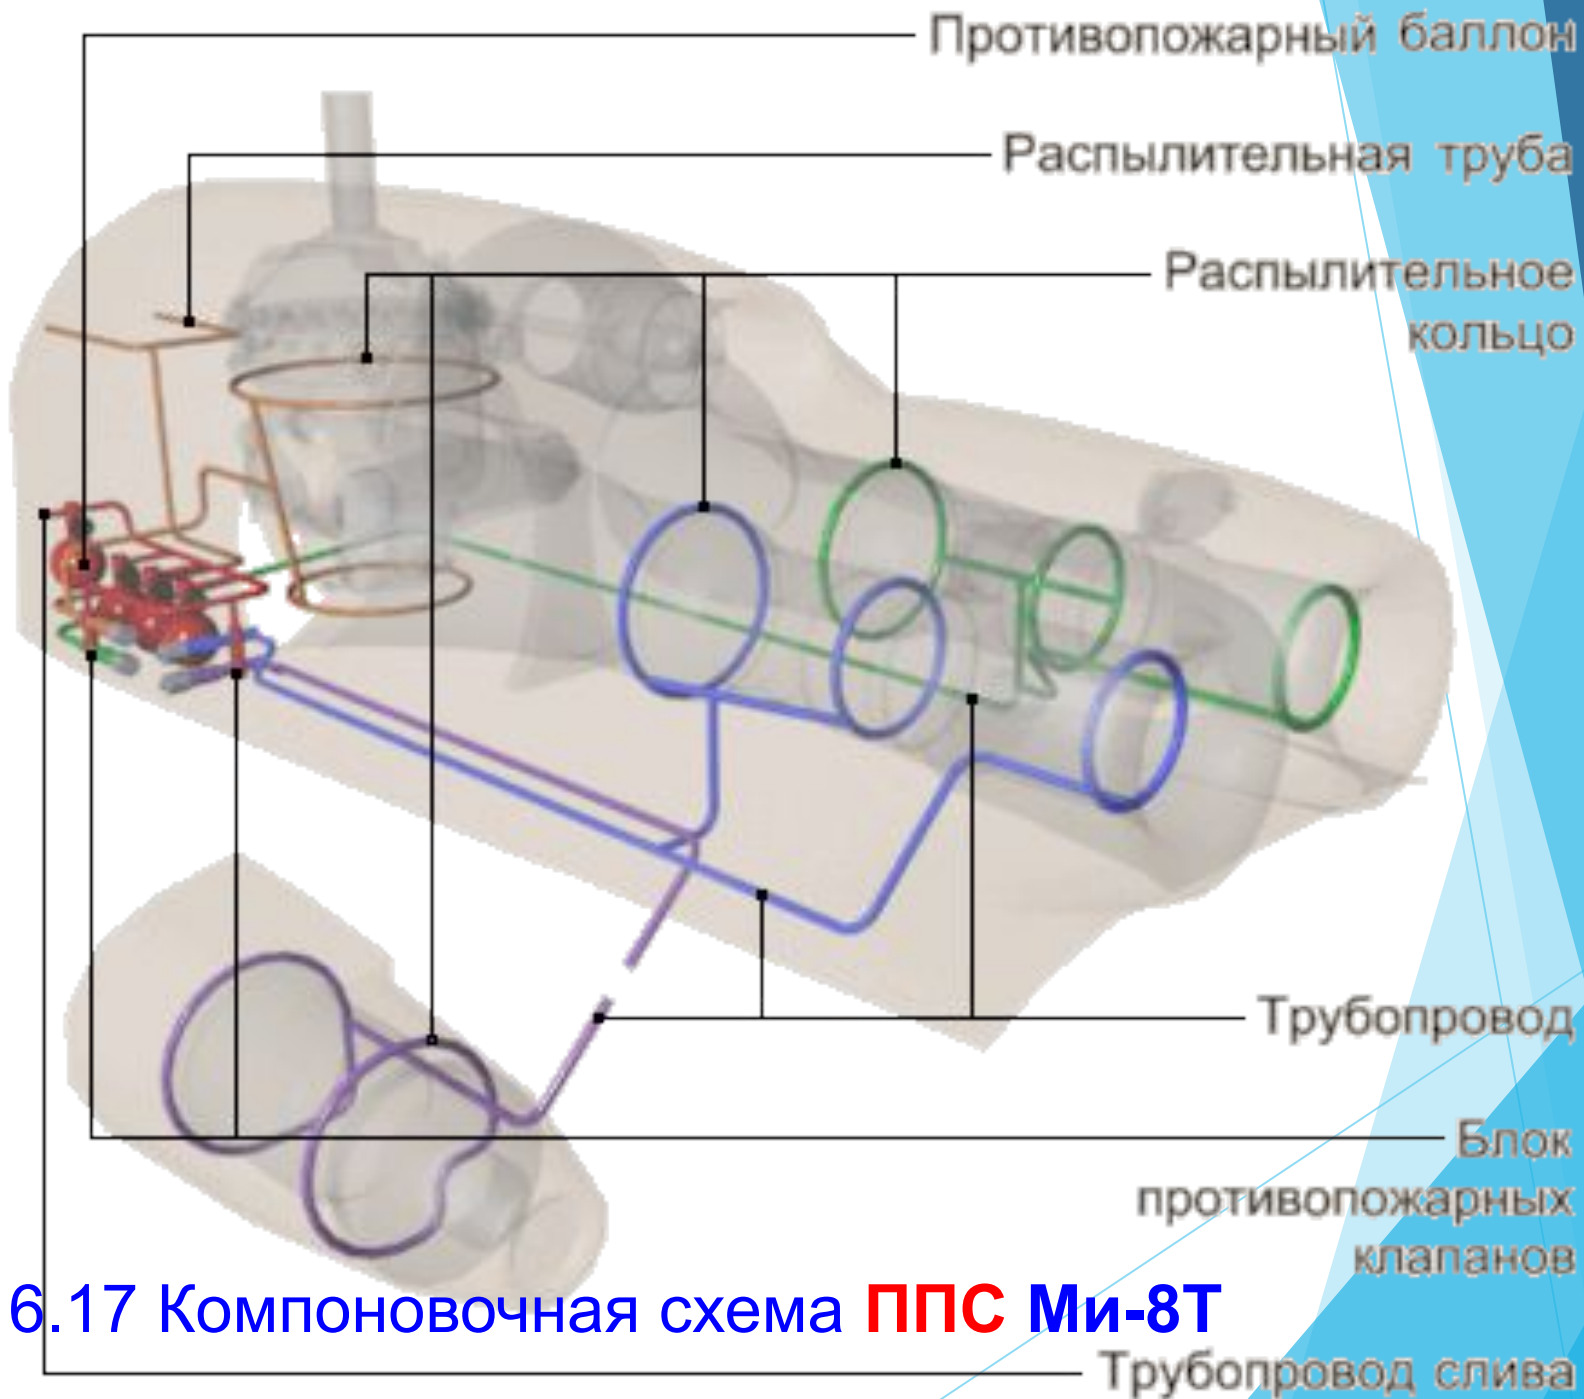 Противопожарный баллон
Распылительная труба
Распылительное
кольцо
Трубопровод
Блок
противопожарных
клапанов
6.17 Компоновочная схема ППС Ми-8Т
Трубопровод слива